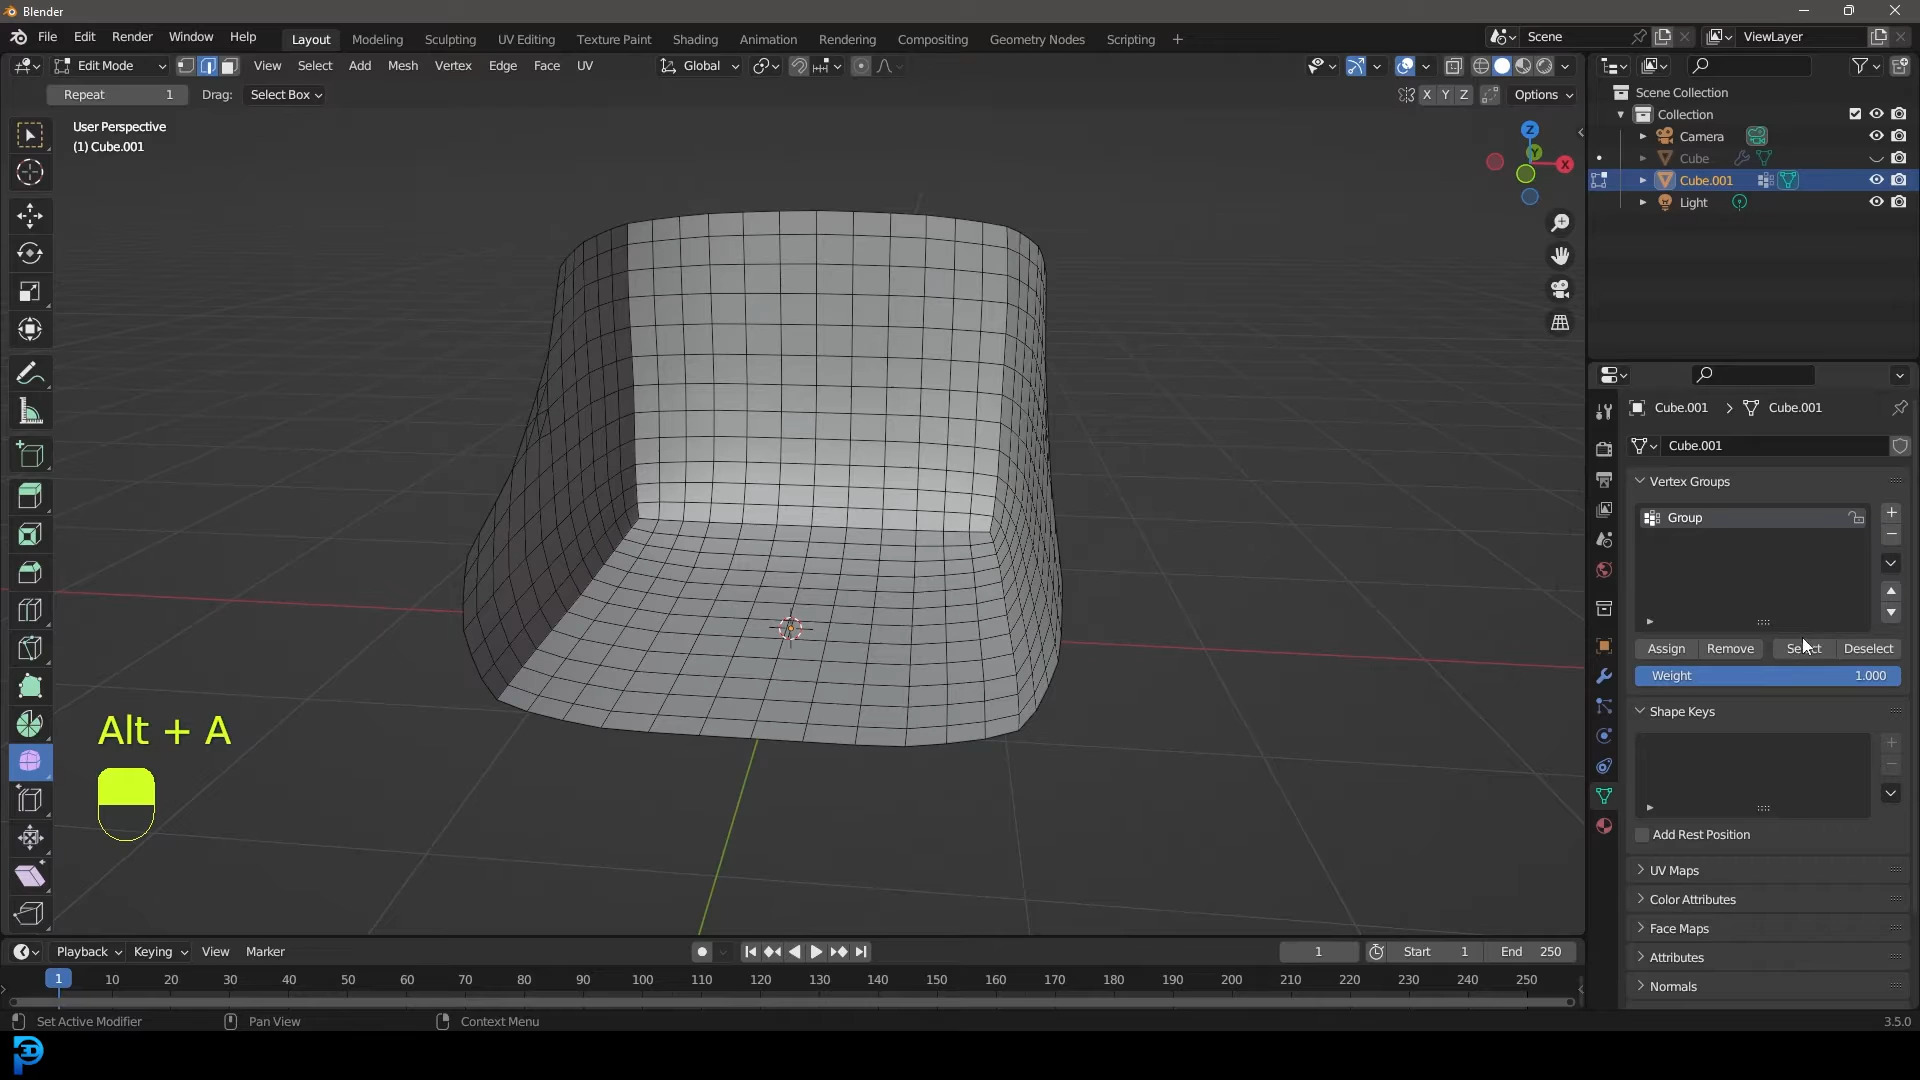 Blender
File Edit Render Window Help Layout Modeling Sculpting UV Editing Texture Paint Shading Animation Rendering Compositing Geometry Nodes Scripting + Scene ViewLayer
Edit Mode View Select Add Mesh Vertex Edge Face UV Global
Repeat 1 Drag: Select Box X Y Z Options
User Perspective
(1) Cube.001
Z
Y
X
Scene Collection
Collection
Camera
Cube
Cube.001
Light
Cube.001 > Cube.001
Cube.001
Vertex Groups
Group
Assign Remove Select Deselect
Weight 1.000
Shape Keys
Add Rest Position
UV Maps
Color Attributes
Face Maps
Attributes
Normals
Alt + A
Playback Keying View Marker 1 Start 1 End 250
1 10 20 30 40 50 60 70 80 90 100 110 120 130 140 150 160 170 180 190 200 210 220 230 240 250
Set Active Modifier Pan View Context Menu 3.5.0